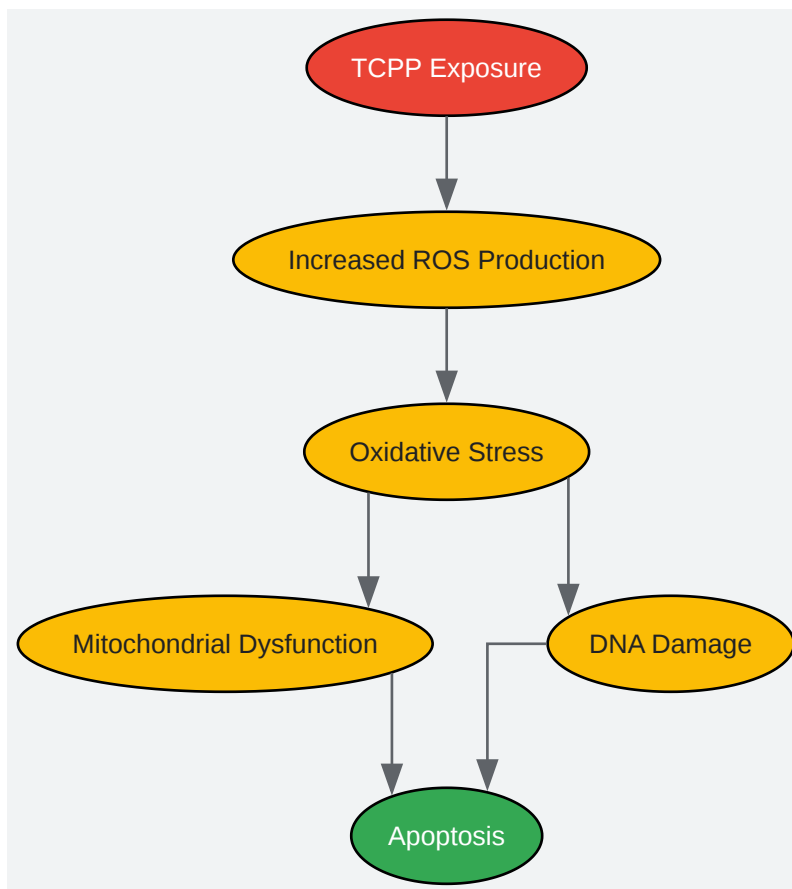 TCPP Exposure
Increased ROS Production
Oxidative Stress
Mitochondrial Dysfunction
DNA Damage
Apoptosis